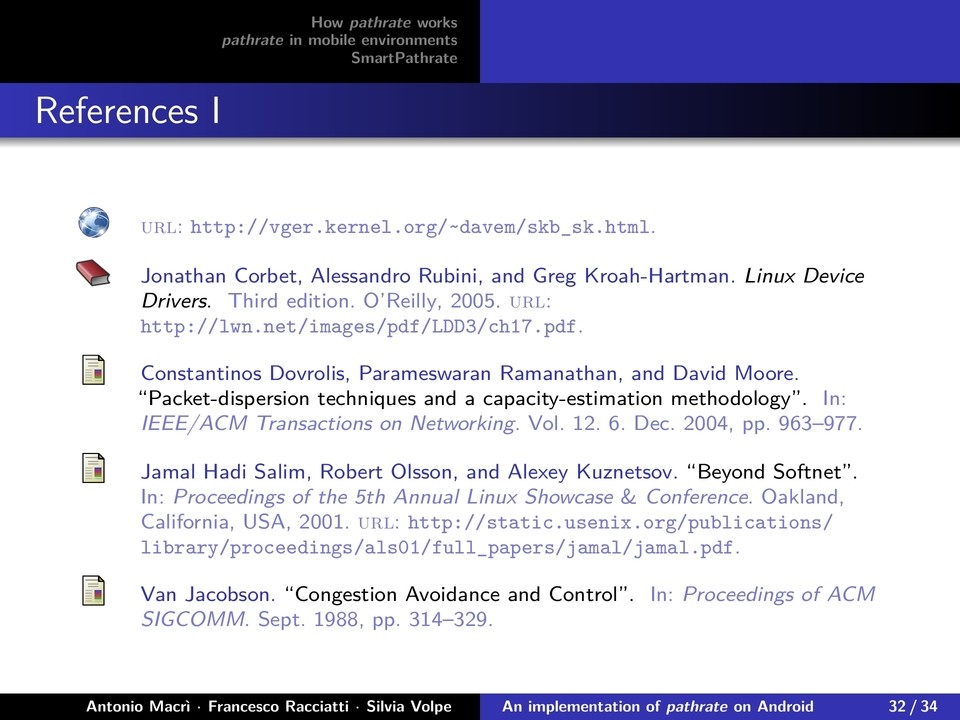 How pathrate works
pathrate in mobile environments
SmartPathrate
References I
URL: http://vger.kernel.org/~davem/skb_sk.html.
Jonathan Corbet, Alessandro Rubini, and Greg Kroah-Hartman. Linux Device
Drivers. Third edition. O'Reilly, 2005. URL:
http://lwn.net/images/pdf/LDD3/ch17.pdf.
Constantinos Dovrolis, Parameswaran Ramanathan, and David Moore.
“Packet-dispersion techniques and a capacity-estimation methodology”. In:
IEEE/ACM Transactions on Networking. Vol. 12. 6. Dec. 2004, pp. 963–977.
Jamal Hadi Salim, Robert Olsson, and Alexey Kuznetsov. “Beyond Softnet”.
In: Proceedings of the 5th Annual Linux Showcase & Conference. Oakland,
California, USA, 2001. URL: http://static.usenix.org/publications/
library/proceedings/als01/full_papers/jamal/jamal.pdf.
Van Jacobson. “Congestion Avoidance and Control”. In: Proceedings of ACM
SIGCOMM. Sept. 1988, pp. 314–329.
Antonio Macrì · Francesco Racciatti · Silvia Volpe
An implementation of pathrate on Android
32 / 34